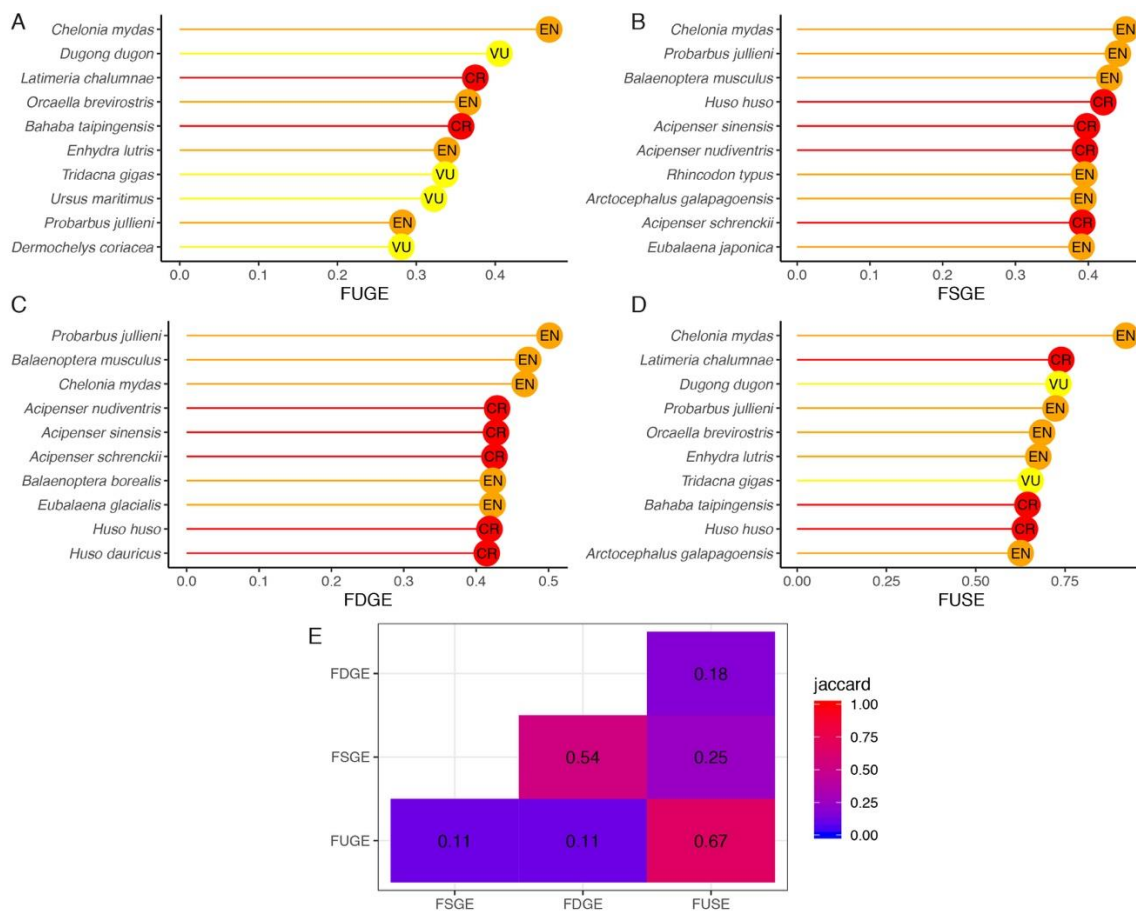 A
Chelonia mydas EN
Dugong dugon VU
Latimeria chalumnae CR
Orcaella brevirostris EN
Bahaba taipingensis CR
Enhydra lutris EN
Tridacna gigas VU
Ursus maritimus VU
Probarbus jullieni EN
Dermochelys coriacea VU
0.0 0.1 0.2 0.3 0.4
FUGE
B
Chelonia mydas EN
Probarbus jullieni EN
Balaenoptera musculus EN
Huso huso CR
Acipenser sinensis CR
Acipenser nudiventris CR
Rhincodon typus EN
Arctocephalus galapagoensis EN
Acipenser schrenckii CR
Eubalaena japonica EN
0.0 0.1 0.2 0.3 0.4
FSGE
C
Probarbus jullieni EN
Balaenoptera musculus EN
Chelonia mydas EN
Acipenser nudiventris CR
Acipenser sinensis CR
Acipenser schrenckii CR
Balaenoptera borealis EN
Eubalaena glacialis EN
Huso huso CR
Huso dauricus CR
0.0 0.1 0.2 0.3 0.4 0.5
FDGE
D
Chelonia mydas EN
Latimeria chalumnae CR
Dugong dugon VU
Probarbus jullieni EN
Orcaella brevirostris EN
Enhydra lutris EN
Tridacna gigas VU
Bahaba taipingensis CR
Huso huso CR
Arctocephalus galapagoensis EN
0.00 0.25 0.50 0.75
FUSE
E
FDGE 0.18
FSGE 0.54 0.25
FUGE 0.11 0.11 0.67
FSGE FDGE FUSE
jaccard
1.00
0.75
0.50
0.25
0.00